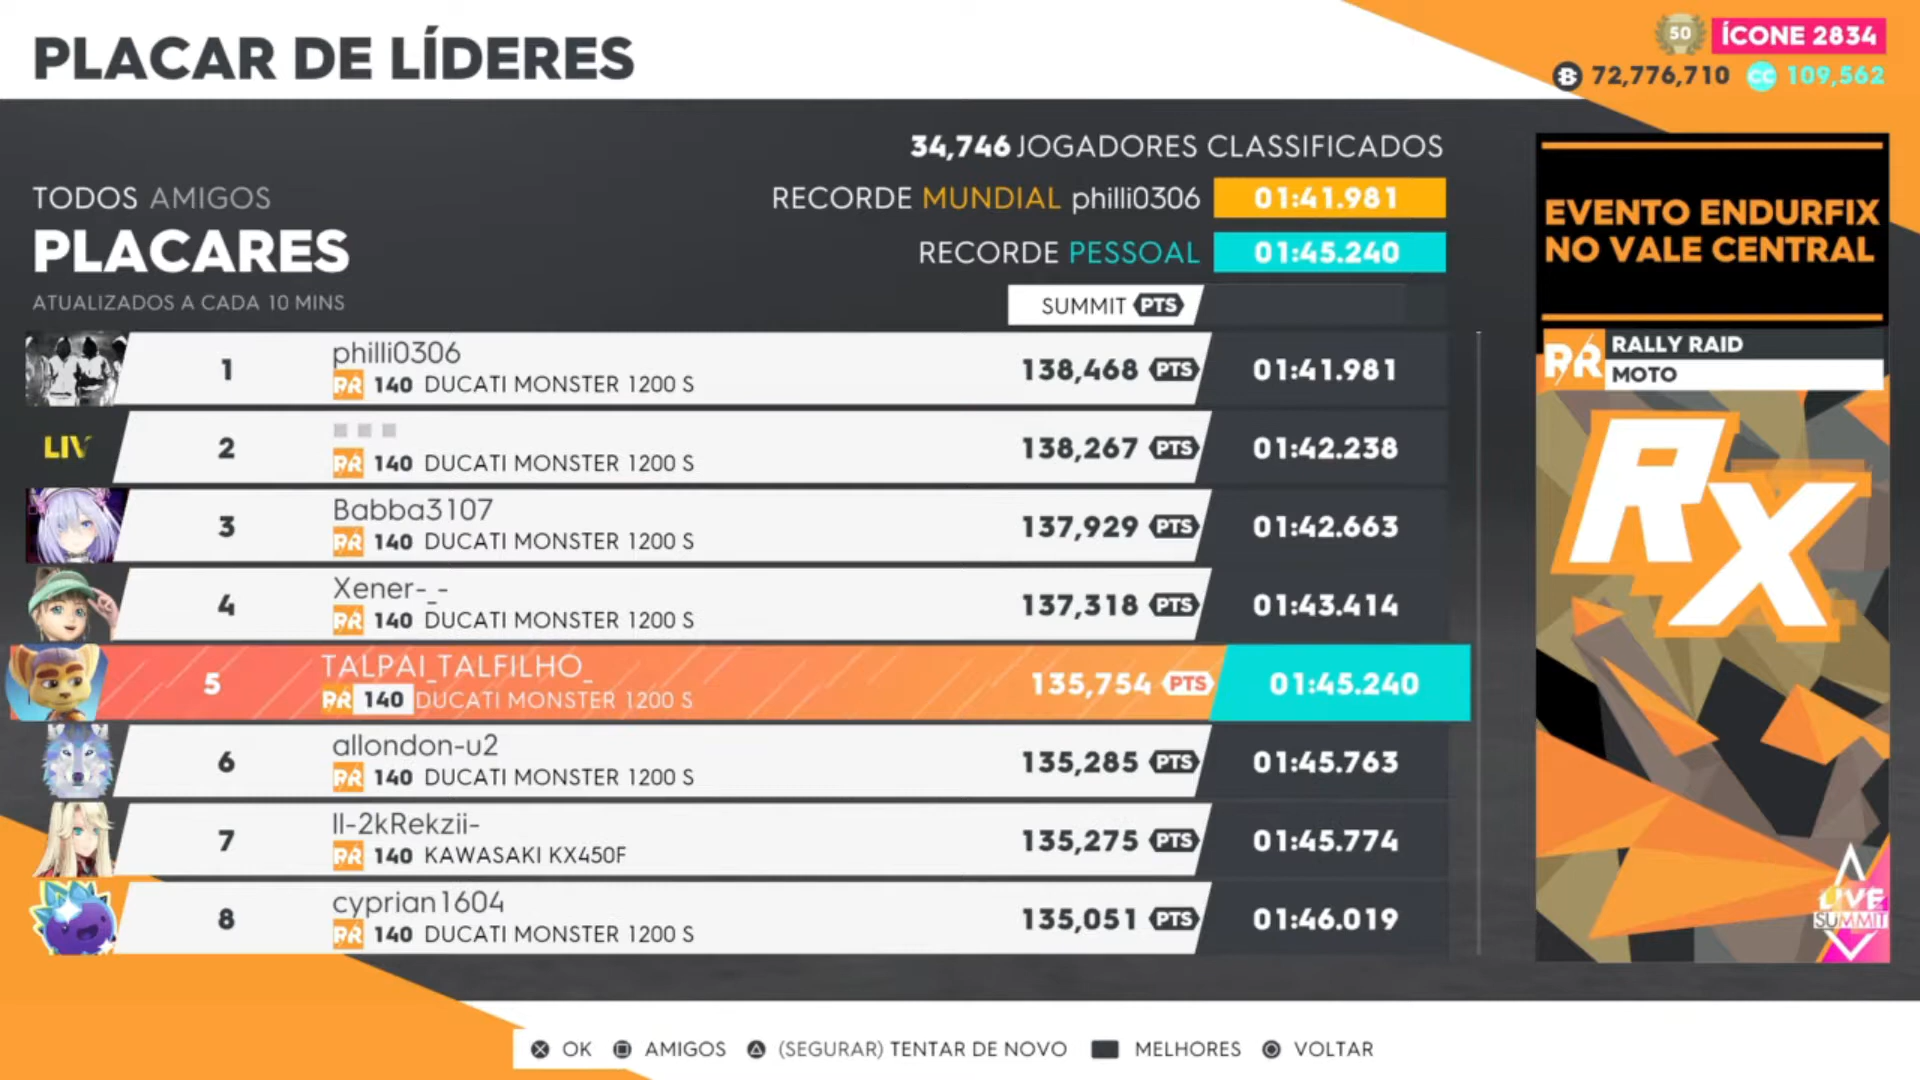 PLACAR DE LÍDERES
50 ÍCONE 2834
72,776,710 CC 109,562
34,746 JOGADORES CLASSIFICADOS
TODOS AMIGOS
RECORDE MUNDIAL philli0306 01:41.981
PLACARES
RECORDE PESSOAL 01:45.240
ATUALIZADOS A CADA 10 MINS
SUMMIT PTS
1 philli0306 138,468 PTS 01:41.981
RR 140 DUCATI MONSTER 1200 S
LIV 2 138,267 PTS 01:42.238
RR 140 DUCATI MONSTER 1200 S
3 Babba3107 137,929 PTS 01:42.663
RR 140 DUCATI MONSTER 1200 S
4 Xener-_- 137,318 PTS 01:43.414
RR 140 DUCATI MONSTER 1200 S
5 TALPAI_TALFILHO_ 135,754 PTS 01:45.240
RR 140 DUCATI MONSTER 1200 S
6 allondon-u2 135,285 PTS 01:45.763
RR 140 DUCATI MONSTER 1200 S
7 ll-2kRekzii- 135,275 PTS 01:45.774
RR 140 KAWASAKI KX450F
8 cyprian1604 135,051 PTS 01:46.019
RR 140 DUCATI MONSTER 1200 S
EVENTO ENDURFIX
NO VALE CENTRAL
RR RALLY RAID
MOTO
RX
LIVE
SUMMIT
OK AMIGOS (SEGURAR) TENTAR DE NOVO MELHORES VOLTAR